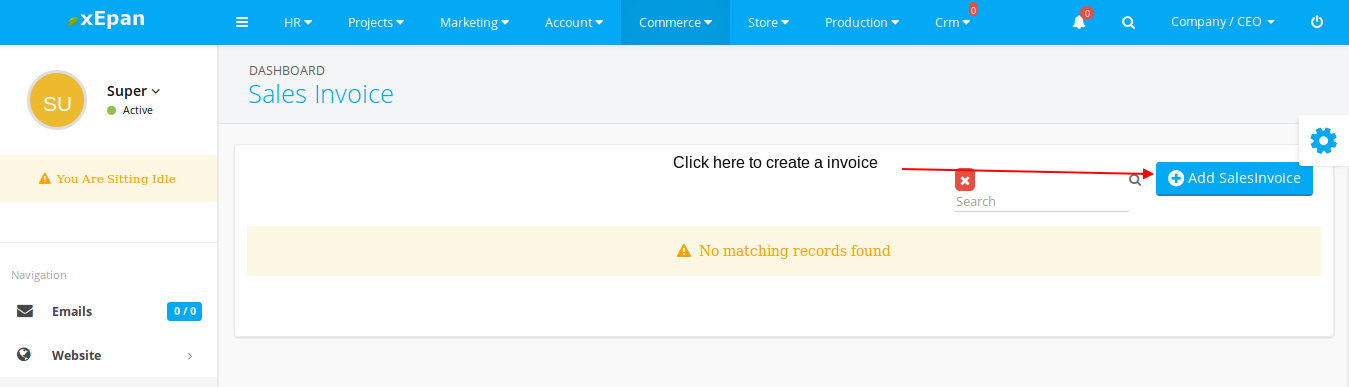 xEpan
HR
Projects
Marketing
Account
Commerce
Store
Production
Crm
0
0
Company / CEO
SU
Super
Active
You Are Sitting Idle
Navigation
Emails
0 / 0
Website
DASHBOARD
Sales Invoice
Click here to create a invoice
Search
Add SalesInvoice
No matching records found